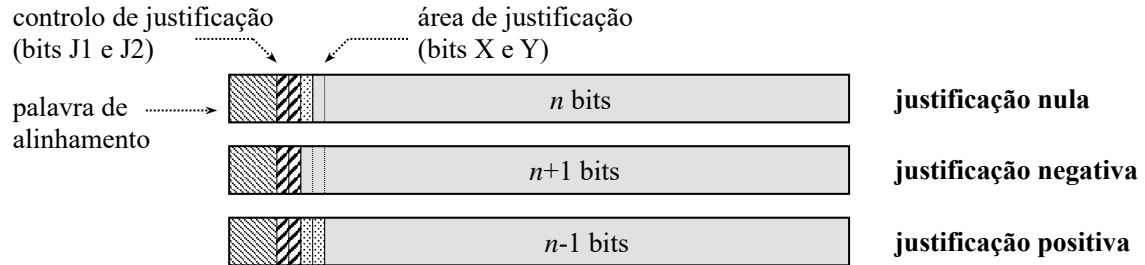 controlo de justificação
(bits J1 e J2)
área de justificação
(bits X e Y)
palavra de
alinhamento
n bits
justificação nula
n+1 bits
justificação negativa
n-1 bits
justificação positiva